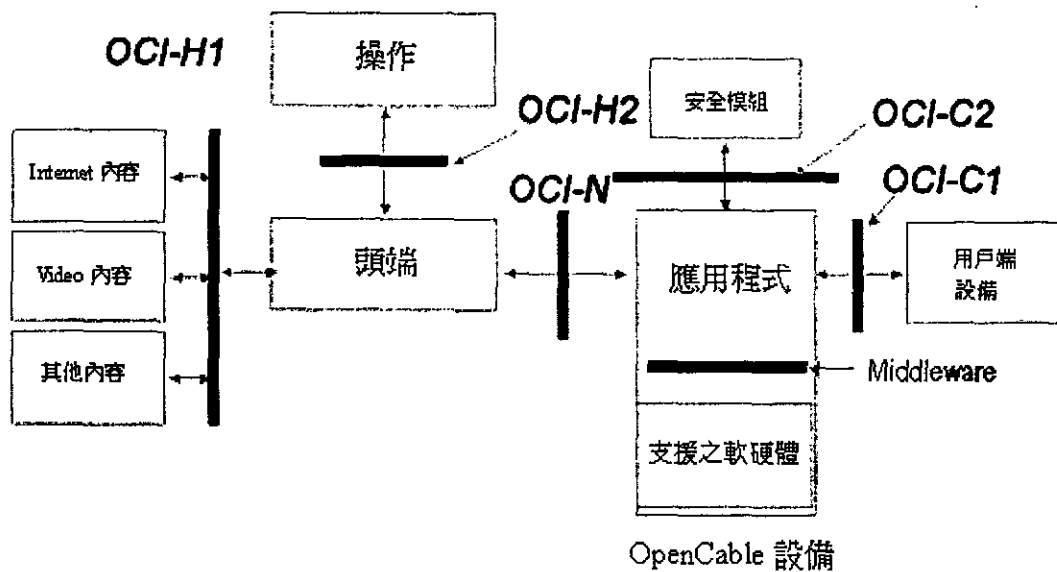 OCI-H1
操作
安全模組
OCI-H2
OCI-C2
Internet 內容
OCI-N
OCI-C1
Video 內容
頭端
應用程式
用戶端
設備
其他內容
Middleware
支援之軟硬體
OpenCable 設備